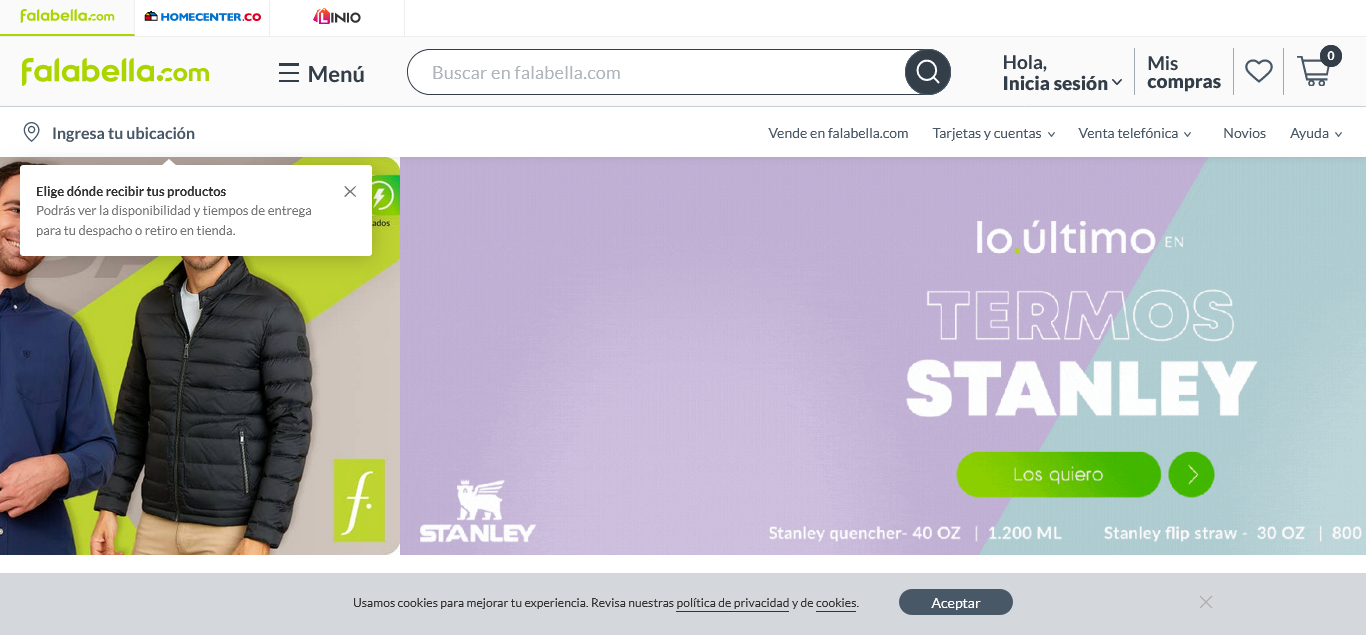 falabella.com
HOMECENTER.CO
LINIO
falabella.com
Menú
Buscar en falabella.com
Hola,
Inicia sesión
Mis
compras
0
Ingresa tu ubicación
Vende en falabella.com
Tarjetas y cuentas
Venta telefónica
Novios
Ayuda
Elige dónde recibir tus productos
Podrás ver la disponibilidad y tiempos de entrega
para tu despacho o retiro en tienda.
ados
f.
lo.último EN
TERMOS
STANLEY
Los quiero
STANLEY
Stanley quencher- 40 OZ | 1.200 ML
Stanley flip straw - 30 OZ | 800
Usamos cookies para mejorar tu experiencia. Revisa nuestras política de privacidad y de cookies.
Aceptar